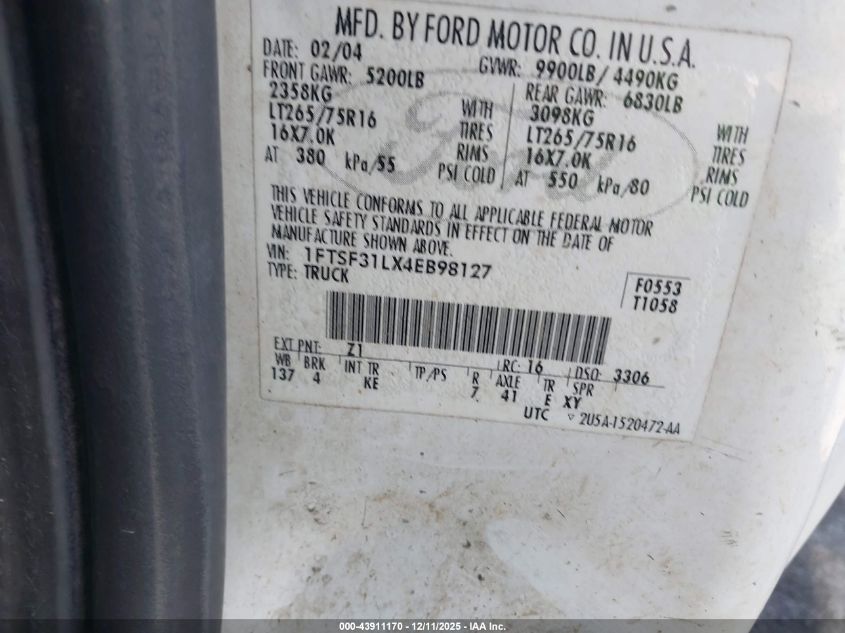 MFD. BY FORD MOTOR CO. IN U.S.A.
DATE: 02/04 GVWR: 9900LB/ 4490KG
FRONT GAWR: 5200LB REAR GAWR: 6830LB
2358KG WITH 3098KG WITH
LT265/75R16 TIRES LT265/75R16 TIRES
16X7.0K RIMS 16X7.0K RIMS
AT 380 kPa/55 PSI COLD AT 550 kPa/80 PSI COLD
Ford
THIS VEHICLE CONFORMS TO ALL APPLICABLE FEDERAL MOTOR
VEHICLE SAFETY STANDARDS IN EFFECT ON THE DATE OF
MANUFACTURE SHOWN ABOVE.
VIN: 1FTSF31LX4EB98127
TYPE: TRUCK
F0553
T1058
EXT PNT: Z1 RC: 16 DSO: 3306
WB BRK INT TR TP/PS R AXLE TR SPR
137 4 KE 7 41 E XY
UTC 2U5A-1520472-AA
000-43911170 - 12/11/2025 - IAA Inc.